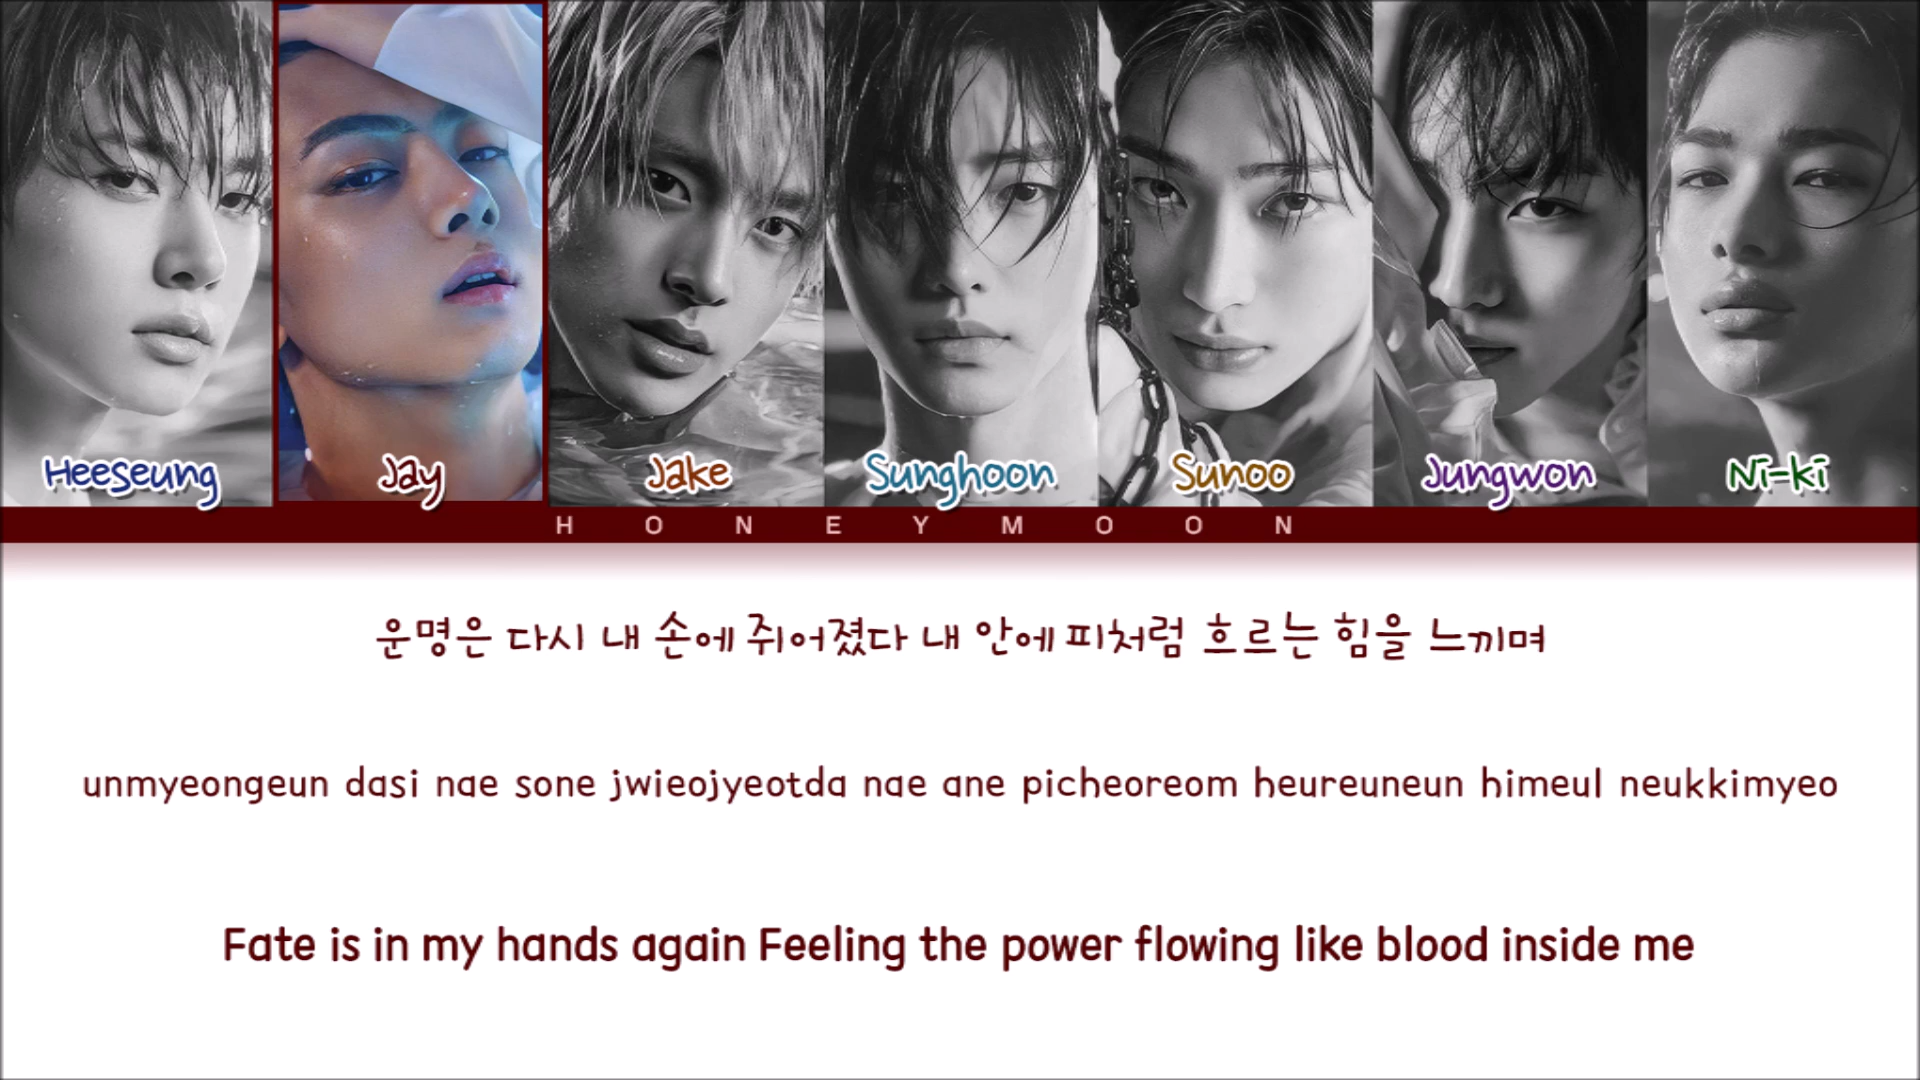 Heeseung Jay Jake Sunghoon Sunoo Jungwon Ni-ki
HONEYMOON
운명은 다시 내 손에 쥐어졌다 내 안에 피처럼 흐르는 힘을 느끼며
unmyeongeun dasi nae sone jwieojyeotda nae ane picheoreom heureuneun himeul neukkimyeo
Fate is in my hands again Feeling the power flowing like blood inside me